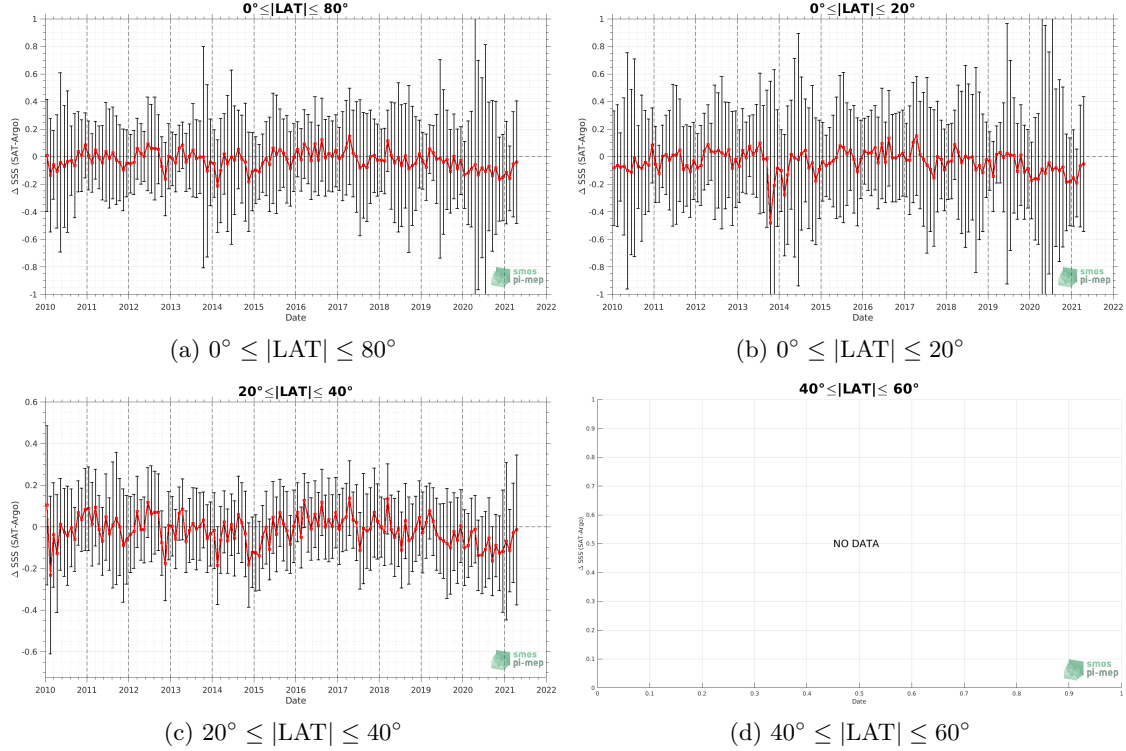 0°≤|LAT|≤ 80°
Δ SSS (SAT-Argo)
1
0.8
0.6
0.4
0.2
0
-0.2
-0.4
-0.6
-0.8
-1
2010 2011 2012 2013 2014 2015 2016 2017 2018 2019 2020 2021 2022
Date
smos
pi-mep
(a) 0° ≤ |LAT| ≤ 80°
0°≤|LAT|≤ 20°
Δ SSS (SAT-Argo)
1
0.8
0.6
0.4
0.2
0
-0.2
-0.4
-0.6
-0.8
-1
2010 2011 2012 2013 2014 2015 2016 2017 2018 2019 2020 2021 2022
Date
smos
pi-mep
(b) 0° ≤ |LAT| ≤ 20°
20°≤|LAT|≤ 40°
Δ SSS (SAT-Argo)
0.6
0.4
0.2
0
-0.2
-0.4
-0.6
2010 2011 2012 2013 2014 2015 2016 2017 2018 2019 2020 2021 2022
Date
smos
pi-mep
(c) 20° ≤ |LAT| ≤ 40°
40°≤|LAT|≤ 60°
Δ SSS (SAT-Argo)
1
0.9
0.8
0.7
0.6
0.5
0.4
0.3
0.2
0.1
0
NO DATA
0 0.1 0.2 0.3 0.4 0.5 0.6 0.7 0.8 0.9 1
Date
smos
pi-mep
(d) 40° ≤ |LAT| ≤ 60°